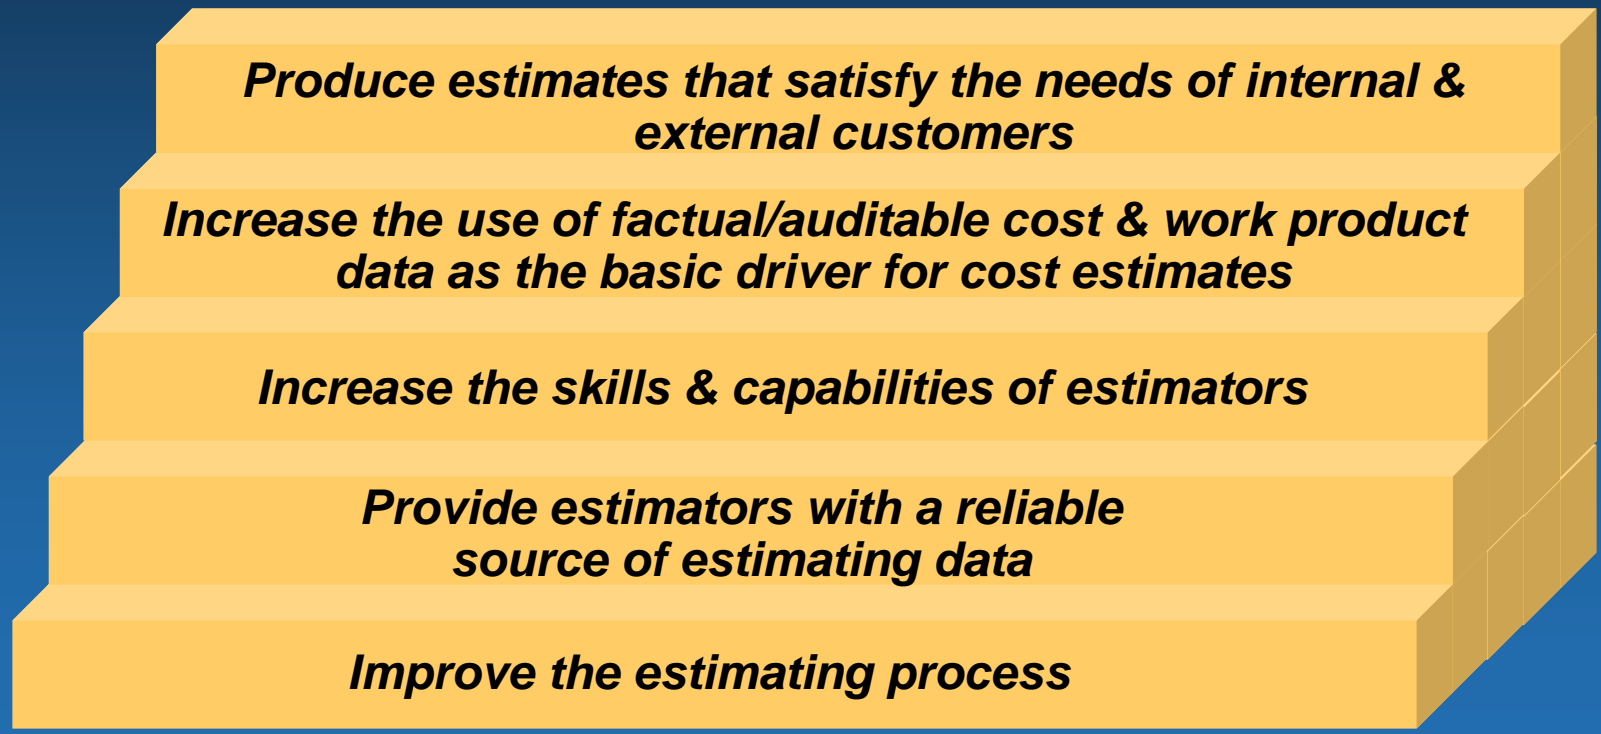 Produce estimates that satisfy the needs of internal &
external customers
Increase the use of factual/auditable cost & work product
data as the basic driver for cost estimates
Increase the skills & capabilities of estimators
Provide estimators with a reliable
source of estimating data
Improve the estimating process